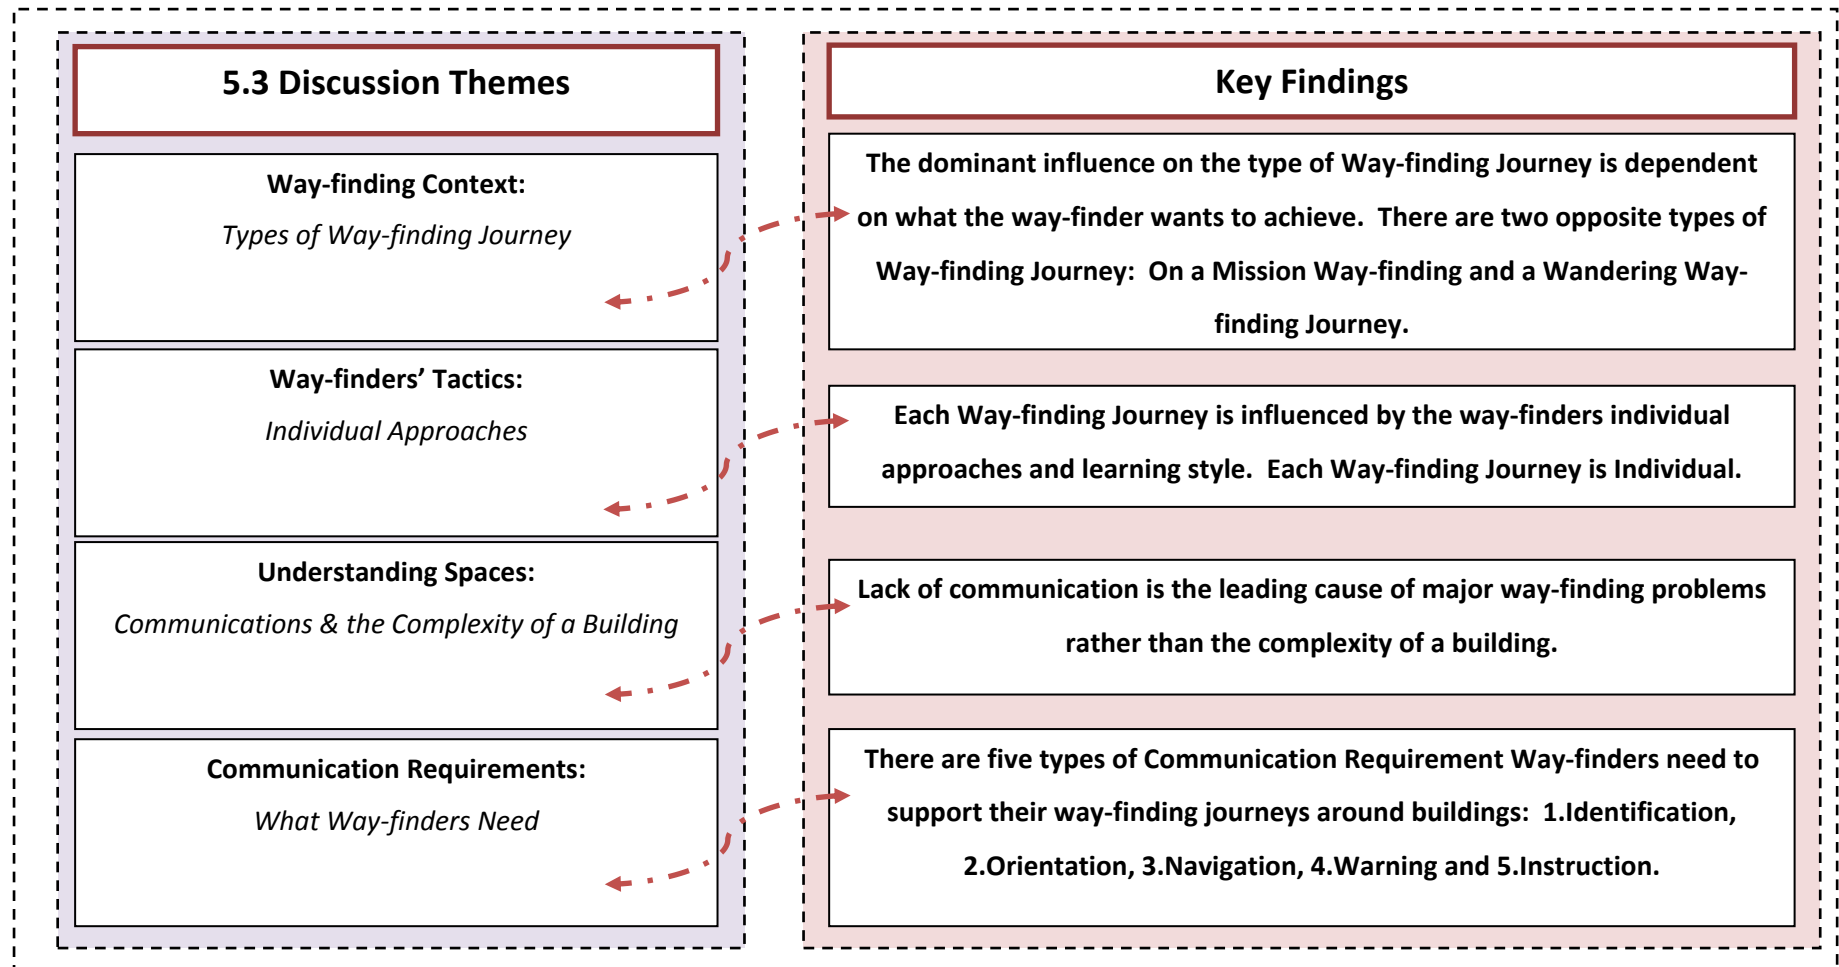 5.3 Discussion Themes
Way-finding Context:
Types of Way-finding Journey
Way-finders’ Tactics:
Individual Approaches
Understanding Spaces:
Communications & the Complexity of a Building
Communication Requirements:
What Way-finders Need
Key Findings
The dominant influence on the type of Way-finding Journey is dependent
on what the way-finder wants to achieve.  There are two opposite types of
Way-finding Journey:  On a Mission Way-finding and a Wandering Way-
finding Journey.
Each Way-finding Journey is influenced by the way-finders individual
approaches and learning style.  Each Way-finding Journey is Individual.
Lack of communication is the leading cause of major way-finding problems
rather than the complexity of a building.
There are five types of Communication Requirement Way-finders need to
support their way-finding journeys around buildings:  1.Identification,
2.Orientation, 3.Navigation, 4.Warning and 5.Instruction.